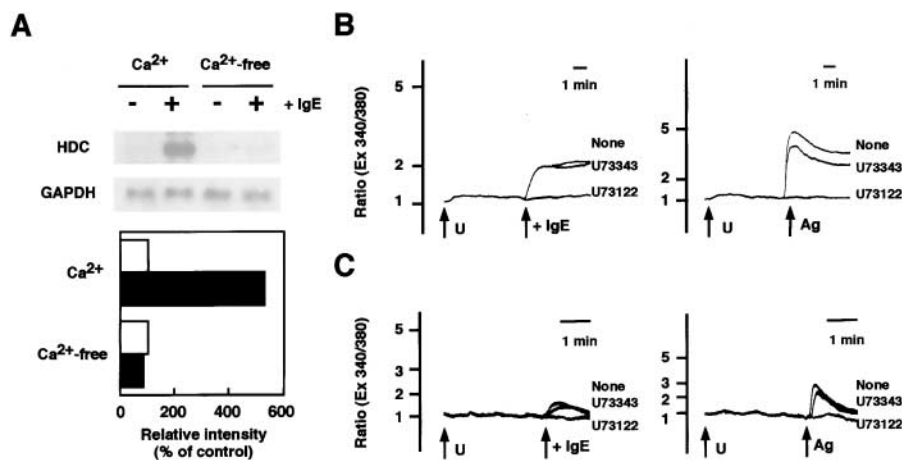 A
Ca2+ Ca2+-free
- + - + + IgE
HDC
GAPDH
Ca2+
Ca2+-free
0 200 400 600
Relative intensity
(% of control)
B
Ratio (Ex 340/380)
5
2
1
1 min
None
U73343
U73122
U
+ IgE
5
4
3
2
1
1 min
None
U73343
U73122
U
Ag
C
Ratio (Ex 340/380)
5
3
2
1
1 min
None
U73343
U73122
U
+ IgE
5
3
2
1
1 min
None
U73343
U73122
U
Ag